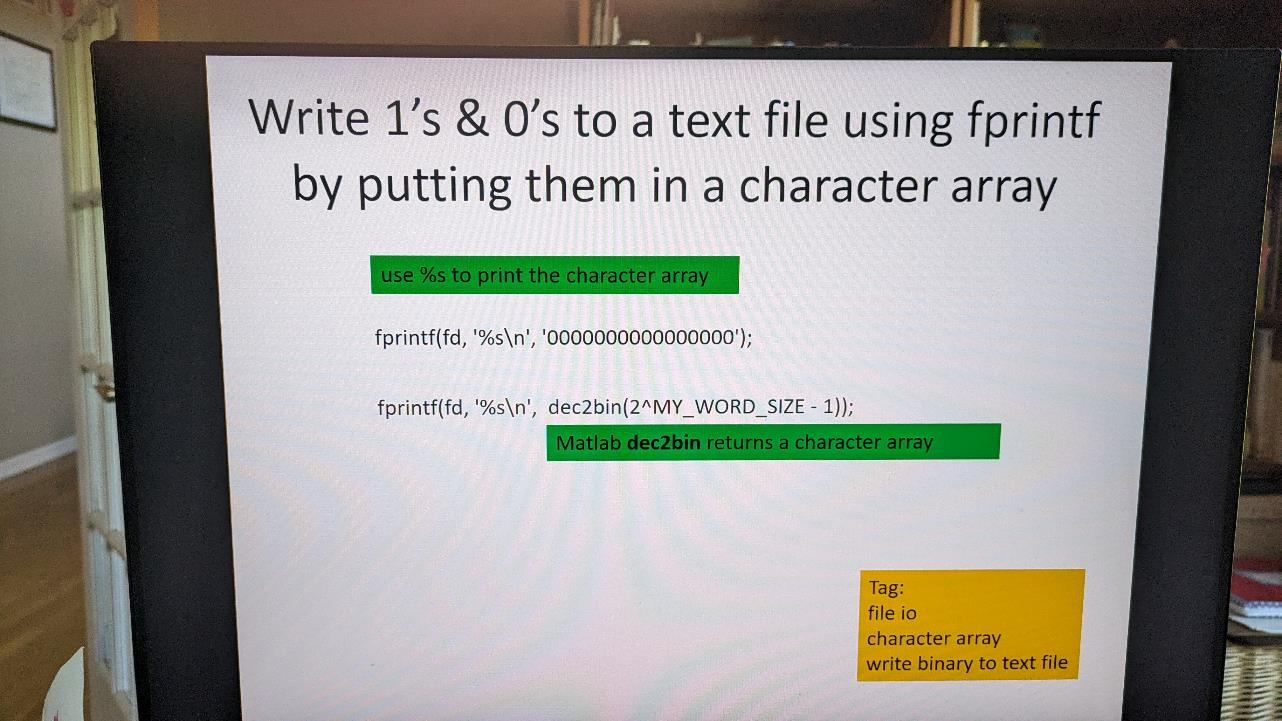 Write 1’s & 0’s to a text file using fprintf
by putting them in a character array
use %s to print the character array
fprintf(fd, '%s\n', '0000000000000000');
fprintf(fd, '%s\n',  dec2bin(2^MY_WORD_SIZE - 1));
Matlab dec2bin returns a character array
Tag:
file io
character array
write binary to text file